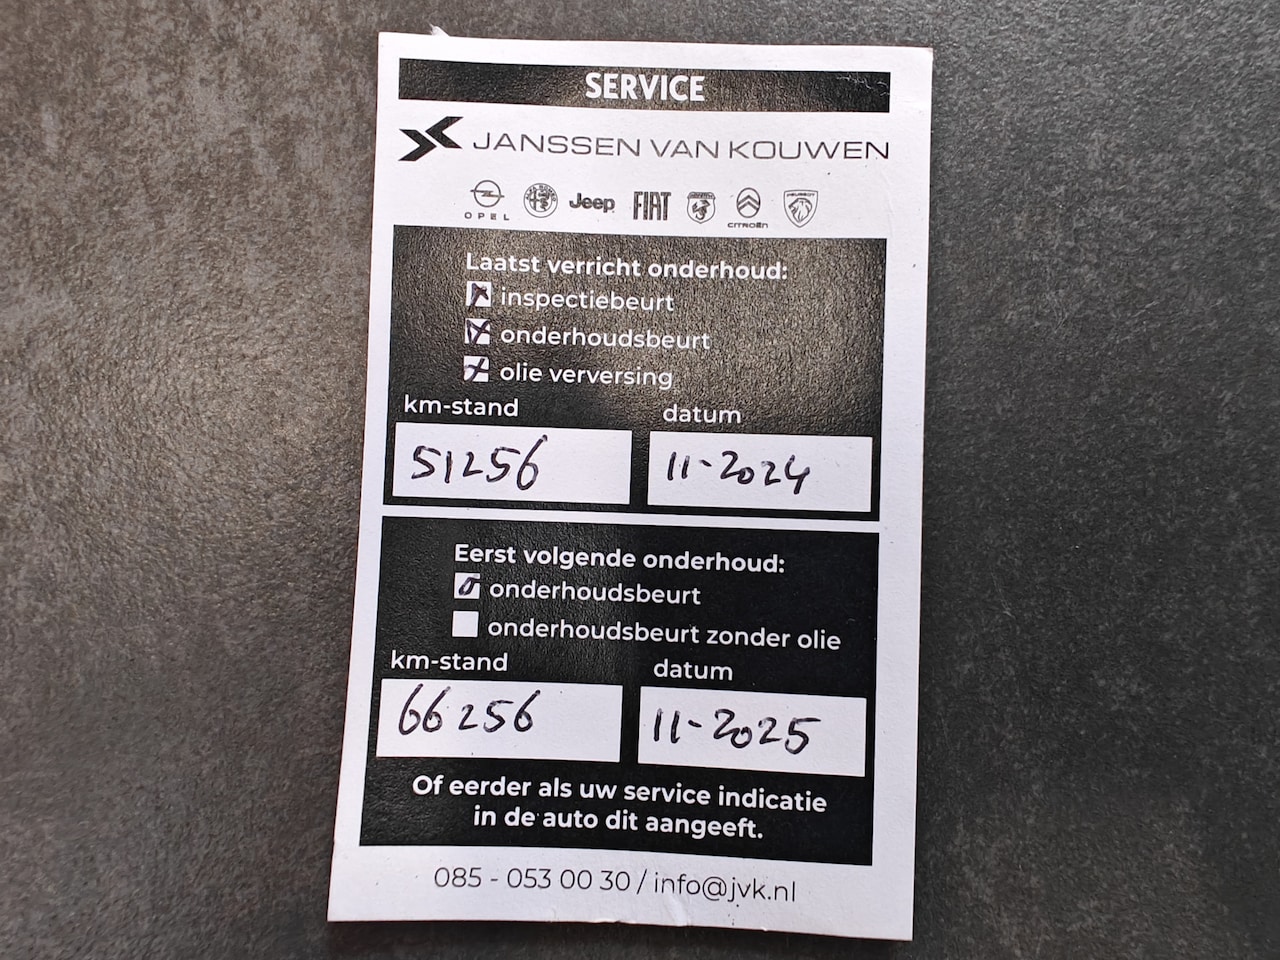 SERVICE
JANSSEN VAN KOUWEN
OPEL Jeep FIAT CITROËN PEUGEOT
Laatst verricht onderhoud:
inspectiebeurt
onderhoudsbeurt
olie verversing
km-stand datum
51256 11-2024
Eerst volgende onderhoud:
onderhoudsbeurt
onderhoudsbeurt zonder olie
km-stand datum
66256 11-2025
Of eerder als uw service indicatie
in de auto dit aangeeft.
085 - 053 00 30 / info@jvk.nl